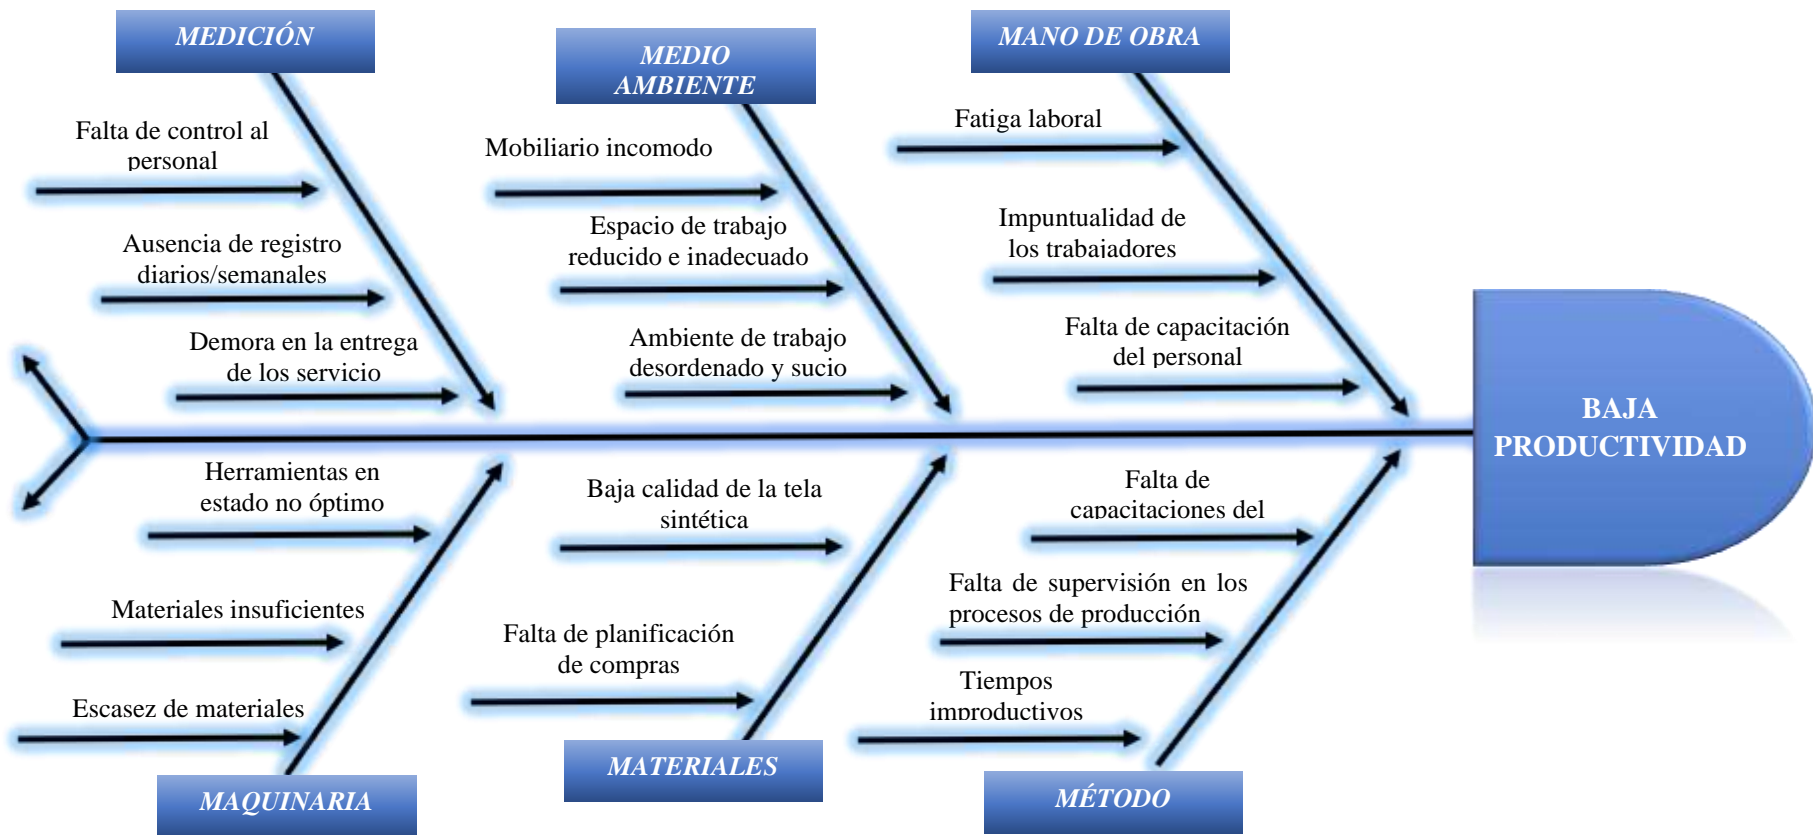 MEDICIÓN
Falta de control al
personal
Ausencia de registro
diarios/semanales
Demora en la entrega
de los servicio
MEDIO
AMBIENTE
Mobiliario incomodo
Espacio de trabajo
reducido e inadecuado
Ambiente de trabajo
desordenado y sucio
MANO DE OBRA
Fatiga laboral
Impuntualidad de
los trabajadores
Falta de capacitación
del personal
BAJA
PRODUCTIVIDAD
Herramientas en
estado no óptimo
Materiales insuficientes
Escasez de materiales
MAQUINARIA
Baja calidad de la tela
sintética
Falta de planificación
de compras
MATERIALES
Falta de
capacitaciones del
Falta de supervisión en los
procesos de producción
Tiempos
improductivos
MÉTODO